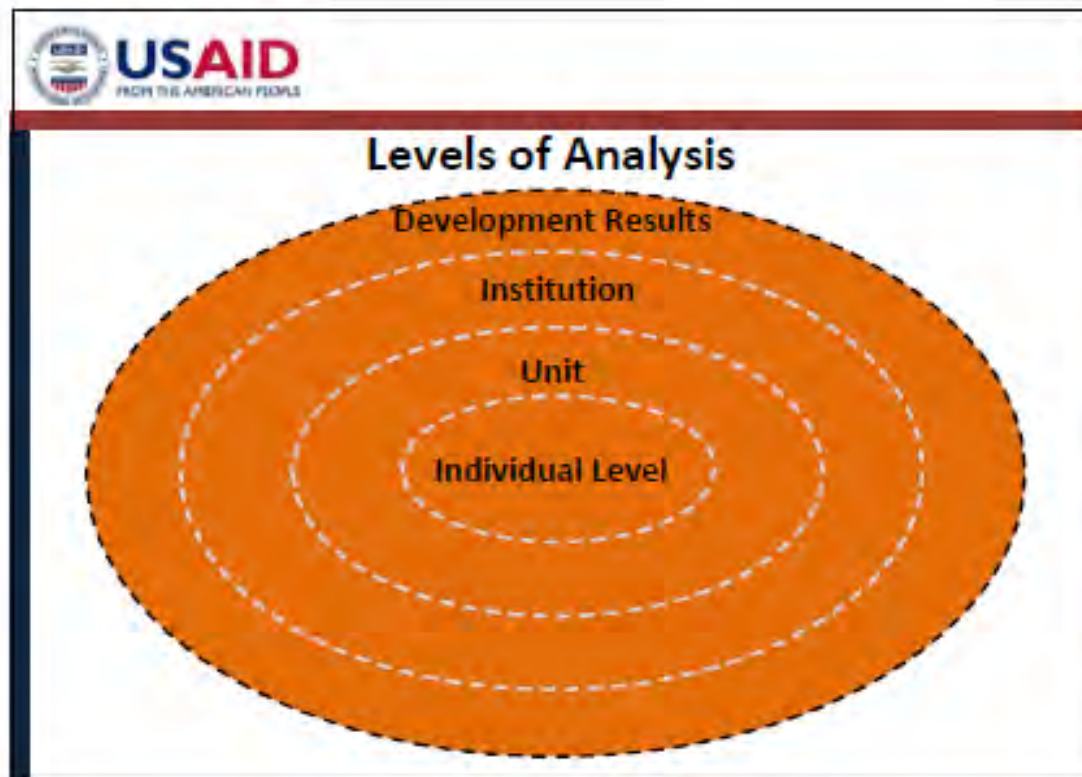 USAID
FROM THE AMERICAN PEOPLE
Levels of Analysis
Development Results
Institution
Unit
Individual Level